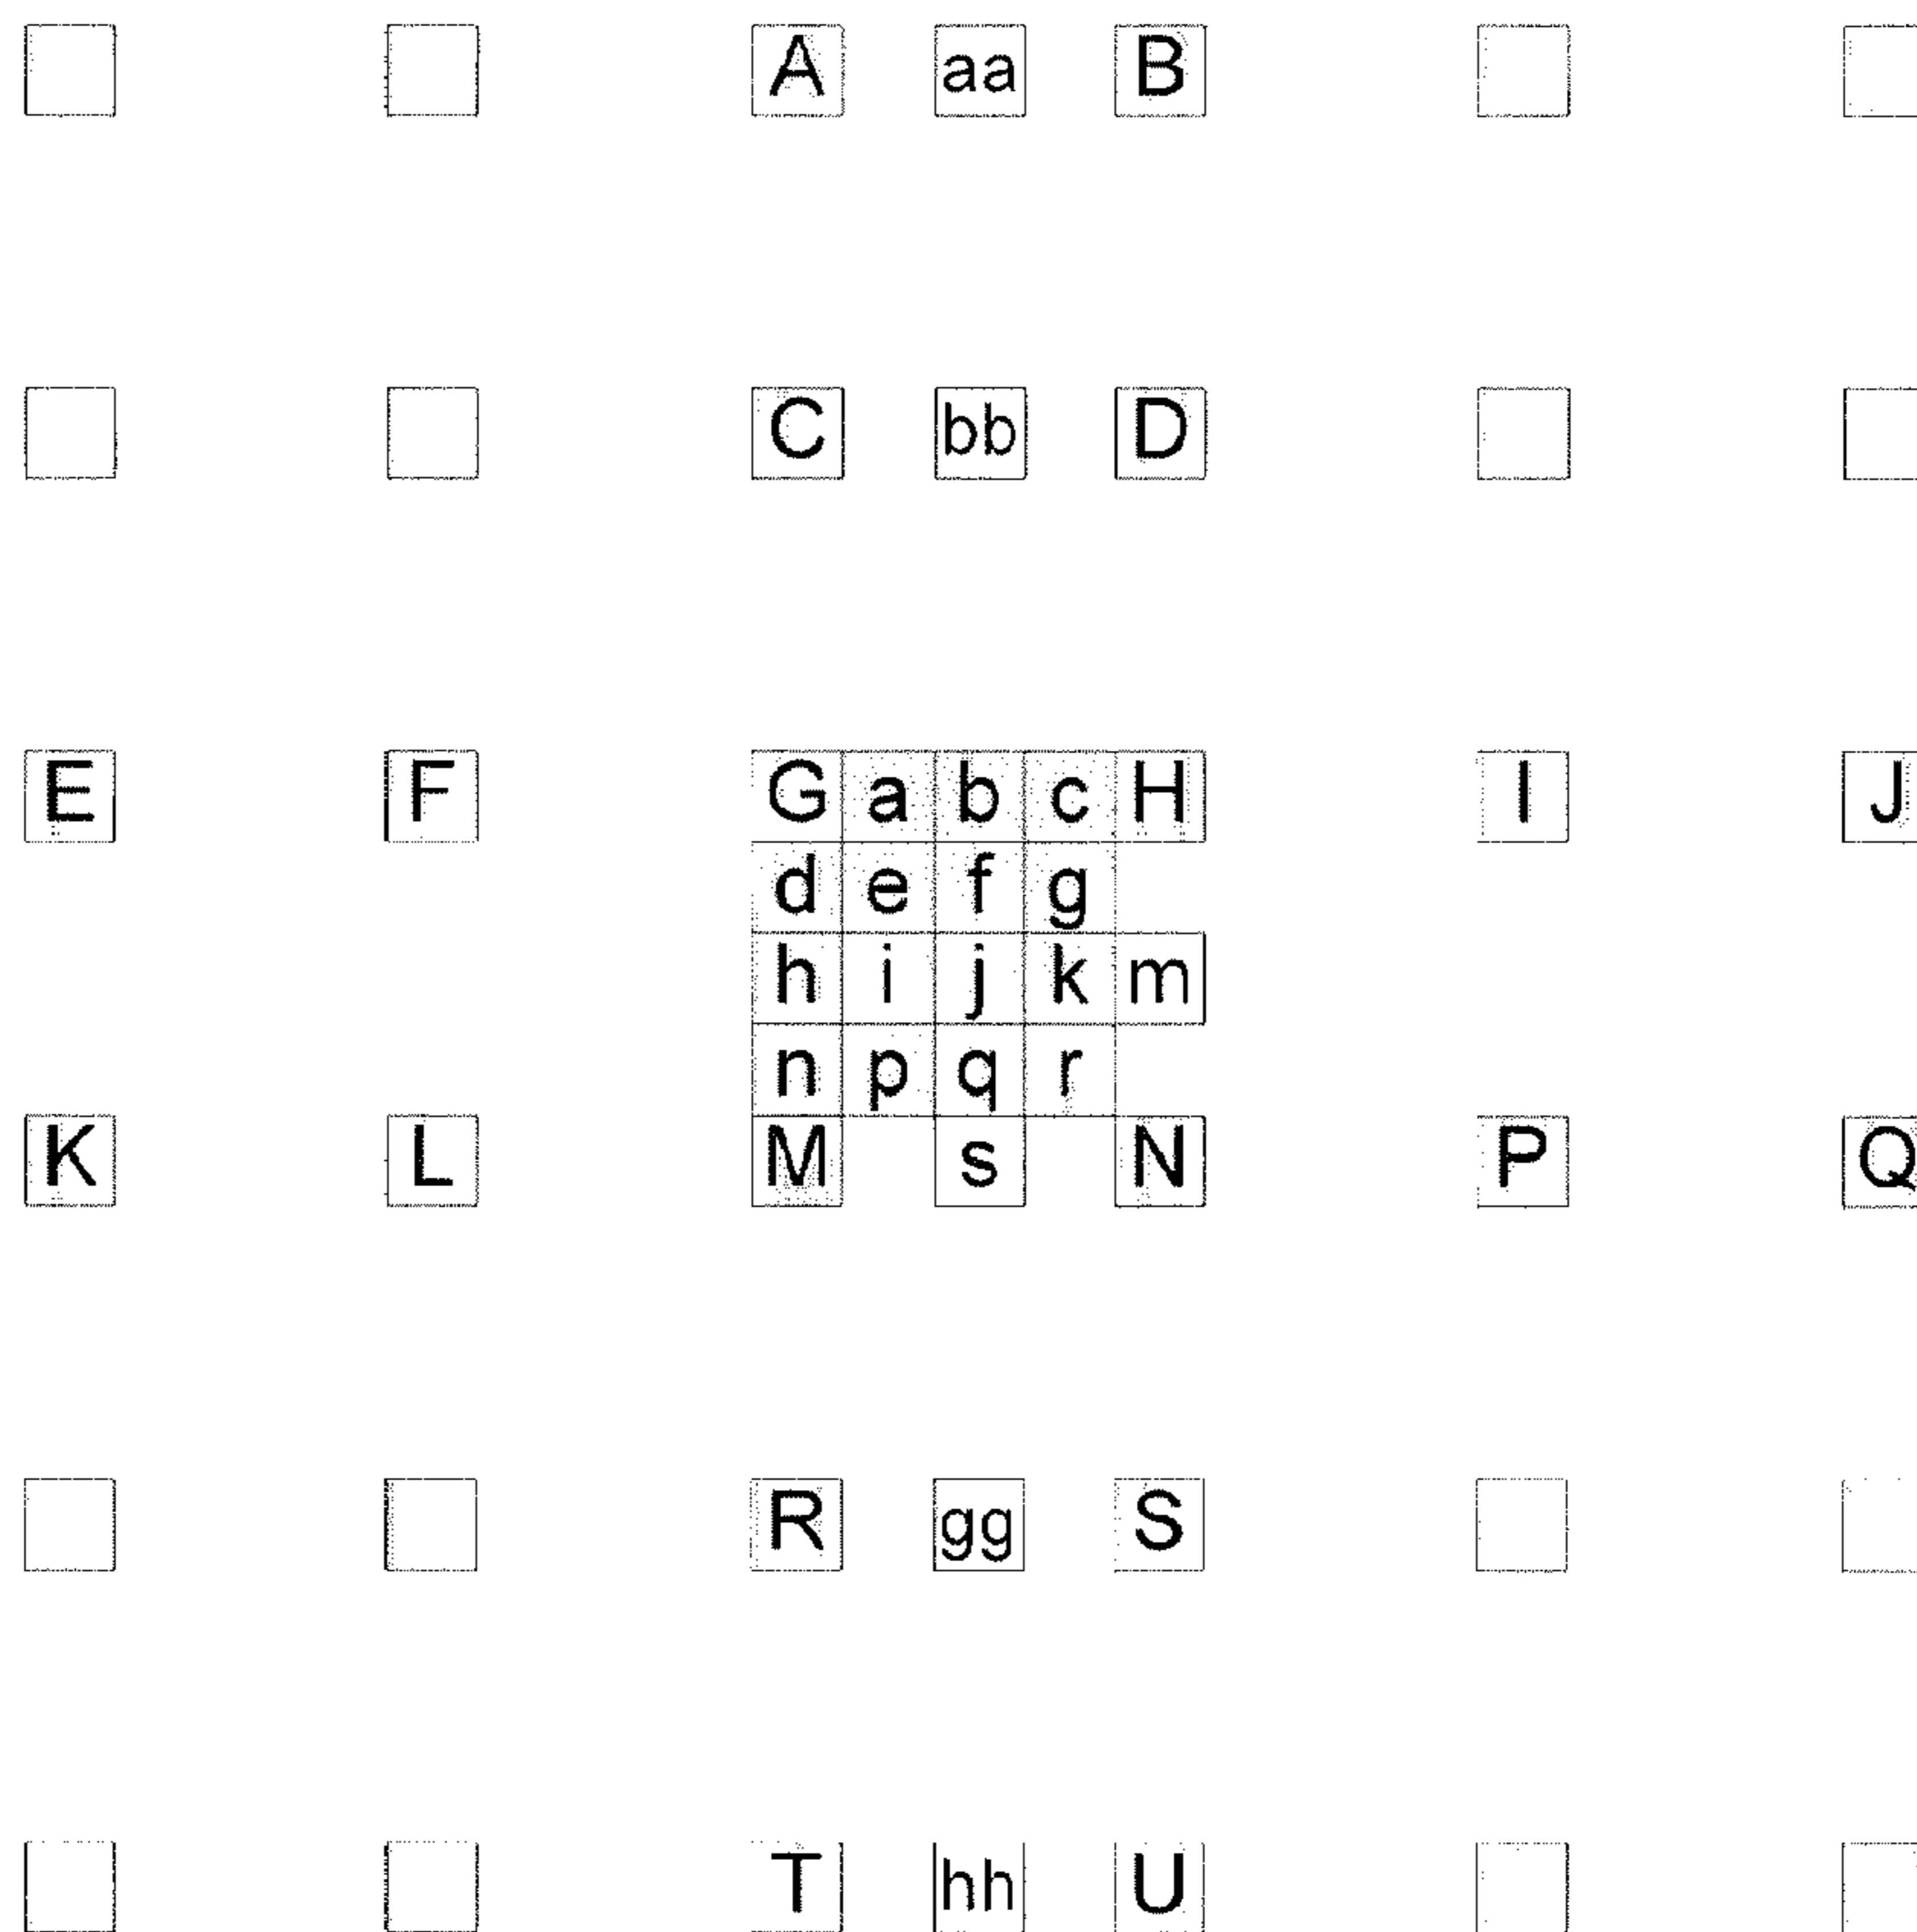 A aa B
C bb D
E F G a b c H I J
d e f g
h i j k m
n p q r
K L M s N P Q
R gg S
T hh U